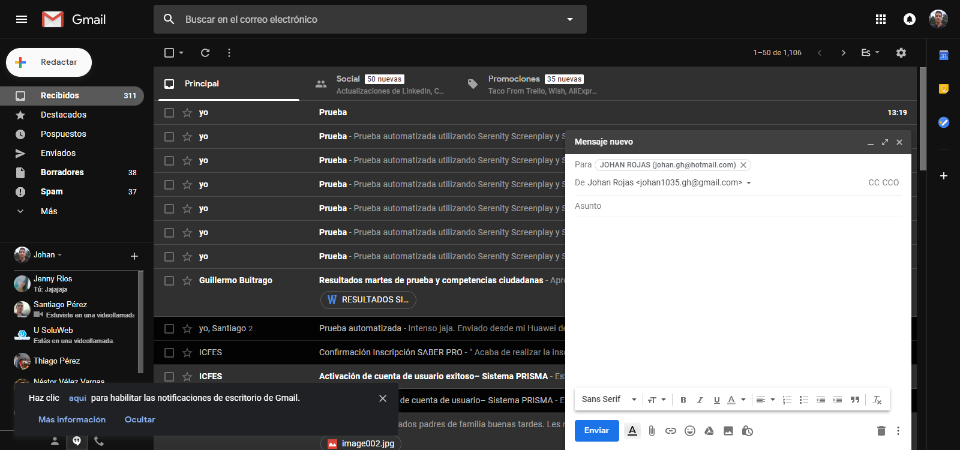 Gmail
Buscar en el correo electrónico
Redactar
1–50 de 1,106
Es
Recibidos 311
Destacados
Pospuestos
Enviados
Borradores 38
Spam 37
Más
Principal
Social 50 nuevas
Actualizaciones de LinkedIn, C...
Promociones 35 nuevas
Taco From Trello, Wish, AliExpr...
yo Prueba 13:19
yo Prueba - Prueba automatizada utilizando Serenity Screenplay y S
yo Prueba - Prueba automatizada utilizando Serenity Screenplay y S
yo Prueba - Prueba automatizada utilizando Serenity Screenplay y S
yo Prueba - Prueba automatizada utilizando Serenity Screenplay y S
yo Prueba - Prueba automatizada utilizando Serenity Screenplay y S
yo Prueba - Prueba automatizada utilizando Serenity Screenplay y S
Guillermo Buitrago Resultados martes de prueba y competencias ciudadanas - Apre
W RESULTADOS SI...
yo, Santiago 2 Prueba automatizada - Intenso jaja. Enviado desde mi Huawei de
ICFES Confirmación Inscripción SABER PRO - " Acaba de realizar la ins
ICFES Activación de cuenta de usuario exitoso– Sistema PRISMA - Es
de cuenta de usuario– Sistema PRISMA - Est
ados padres de familia buenas tardes. Les r
image002.jpg
Johan
Jenny Rios
Tú: Jajajaja
Santiago Pérez
Estuviste en una videollamada
U SoluWeb
Estás en una videollamada.
Thiago Pérez
Néstor Vélez Vargas
Haz clic aquí para habilitar las notificaciones de escritorio de Gmail.
Más información Ocultar
Mensaje nuevo
Para JOHAN ROJAS (johan.gh@hotmail.com)
De Johan Rojas <johan1035.gh@gmail.com> CC CCO
Asunto
Sans Serif
B I U A
Enviar A